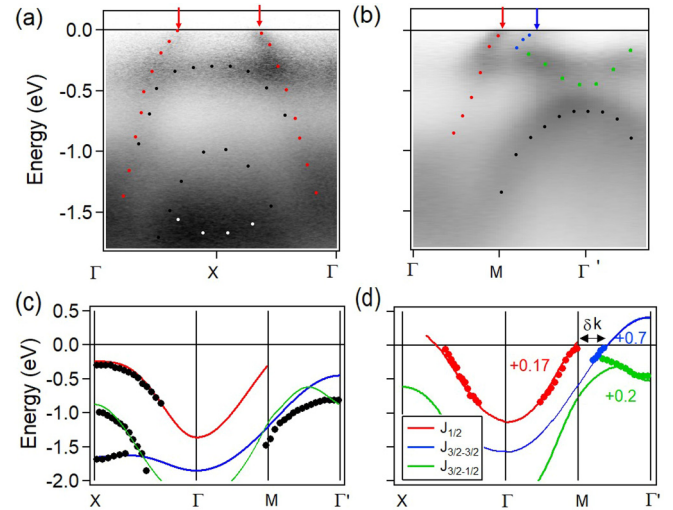 (a)
(b)
0.0
-0.5
-1.0
-1.5
Energy (eV)
Γ
X
Γ
Γ
M
Γ '
(c)
(d)
0.5
0.0
-0.5
-1.0
-1.5
-2.0
Energy (eV)
X
Γ
M
Γ'
δk
+0.7
+0.17
+0.2
J1/2
J3/2-3/2
J3/2-1/2
X
Γ
M
Γ'